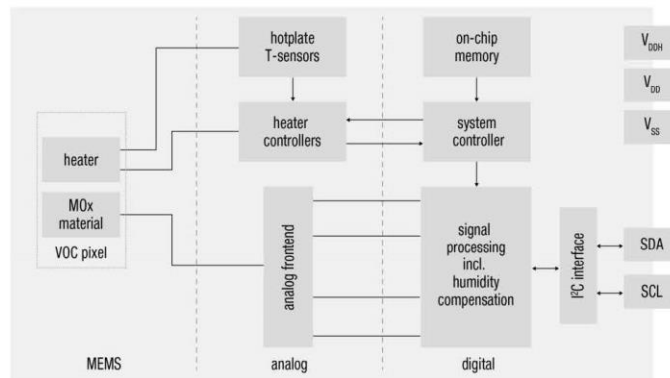 hotplate
T-sensors
on-chip
memory
V_DDH
V_DD
V_SS
heater
controllers
system
controller
heater
MOx
material
VOC pixel
analog frontend
signal
processing
incl.
humidity
compensation
I²C interface
SDA
SCL
MEMS
analog
digital